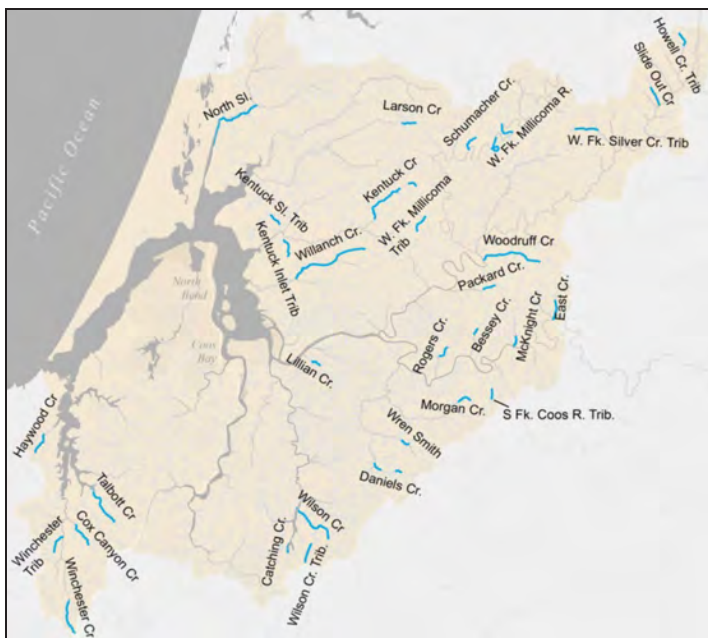 Howell Cr. Trib
Slide Out Cr
Pacific Ocean
North Sl.
Larson Cr
Schumacher Cr.
W. Fk. Millicoma R.
W. Fk. Silver Cr. Trib
Kentuck Cr
Kentuck Sl. Trib
W. Fk. Millicoma
Trib
Kentuck Inlet Trib
Willanch Cr.
Woodruff Cr
North
Bend
Packard Cr.
East Cr.
Coos
Bay
Lillian Cr.
Rogers Cr.
Bessey Cr.
McKnight Cr
Morgan Cr.
S Fk. Coos R. Trib.
Haywood Cr
Wren Smith
Daniels Cr.
Talbott Cr
Wilson Cr
Winchester
Trib
Cox Canyon Cr
Catching Cr.
Wilson Cr. Trib.
Winchester Cr